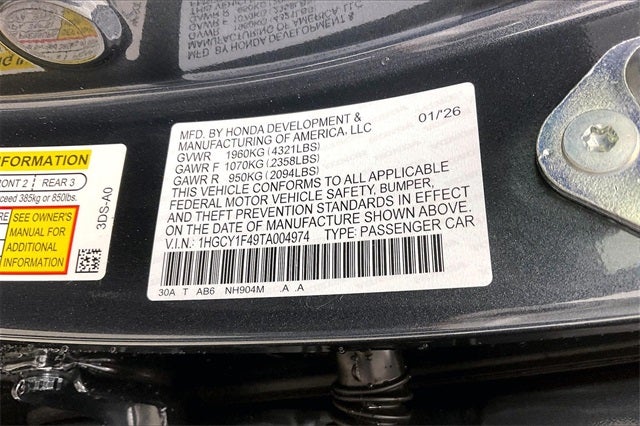 MFD. BY HONDA DEVELOPMENT &
MANUFACTURING OF AMERICA, LLC
01/'26
GVWR 1960KG (4321LBS)
GAWR F 1070KG (2358LBS)
GAWR R 950KG (2094LBS)
THIS VEHICLE CONFORMS TO ALL APPLICABLE
FEDERAL MOTOR VEHICLE SAFETY, BUMPER,
AND THEFT PREVENTION STANDARDS IN EFFECT
ON THE DATE OF MANUFACTURE SHOWN ABOVE.
V.I.N.: 1HGCY1F49TA004974 TYPE: PASSENGER CAR
30A T AB6 NH904M .A .A
INFORMATION
FRONT 2 REAR 3
exceed 385kg or 850lbs.
SEE OWNER'S
MANUAL FOR
ADDITIONAL
INFORMATION
3DS-A0